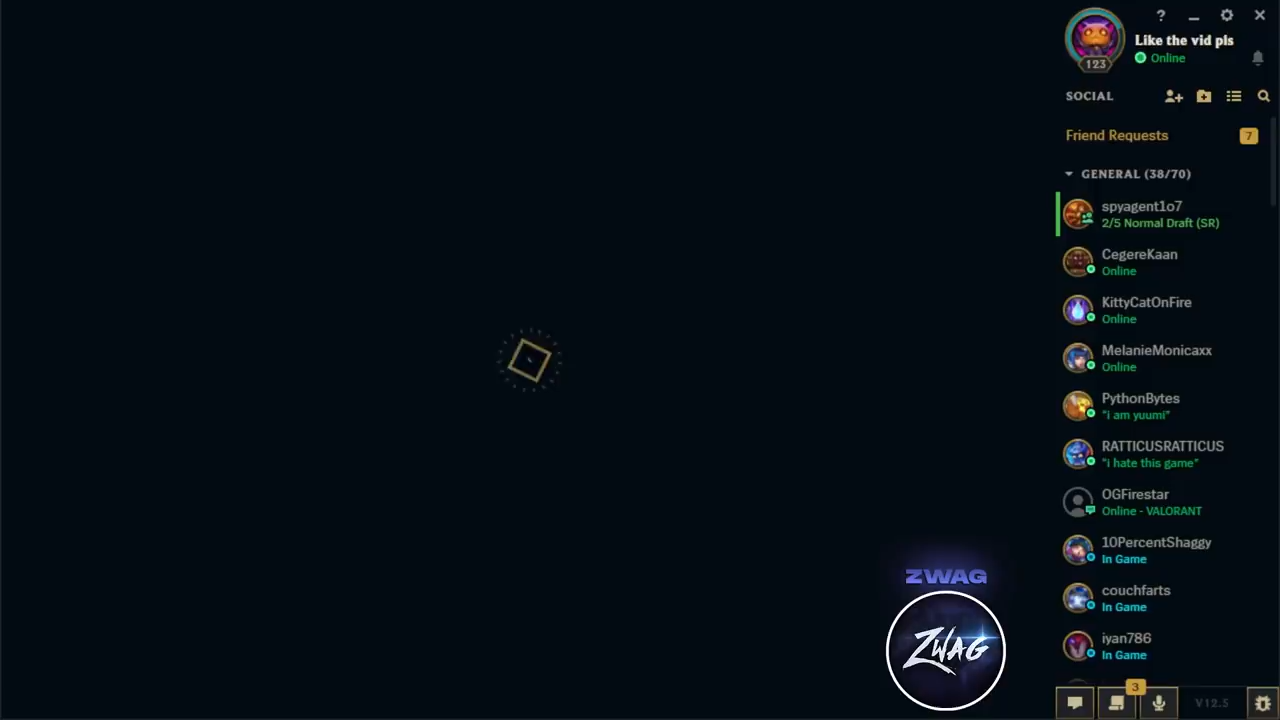 ?
Like the vid pls
123
Online
SOCIAL
Friend Requests
7
GENERAL (38/70)
spyagent1o7
2/5 Normal Draft (SR)
CegereKaan
Online
KittyCatOnFire
Online
MelanieMonicaxx
Online
PythonBytes
"i am yuumi"
RATTICUSRATTICUS
"i hate this game"
OGFirestar
Online - VALORANT
10PercentShaggy
In Game
couchfarts
In Game
iyan786
In Game
ZWAG
ZWAG
3
V12.5